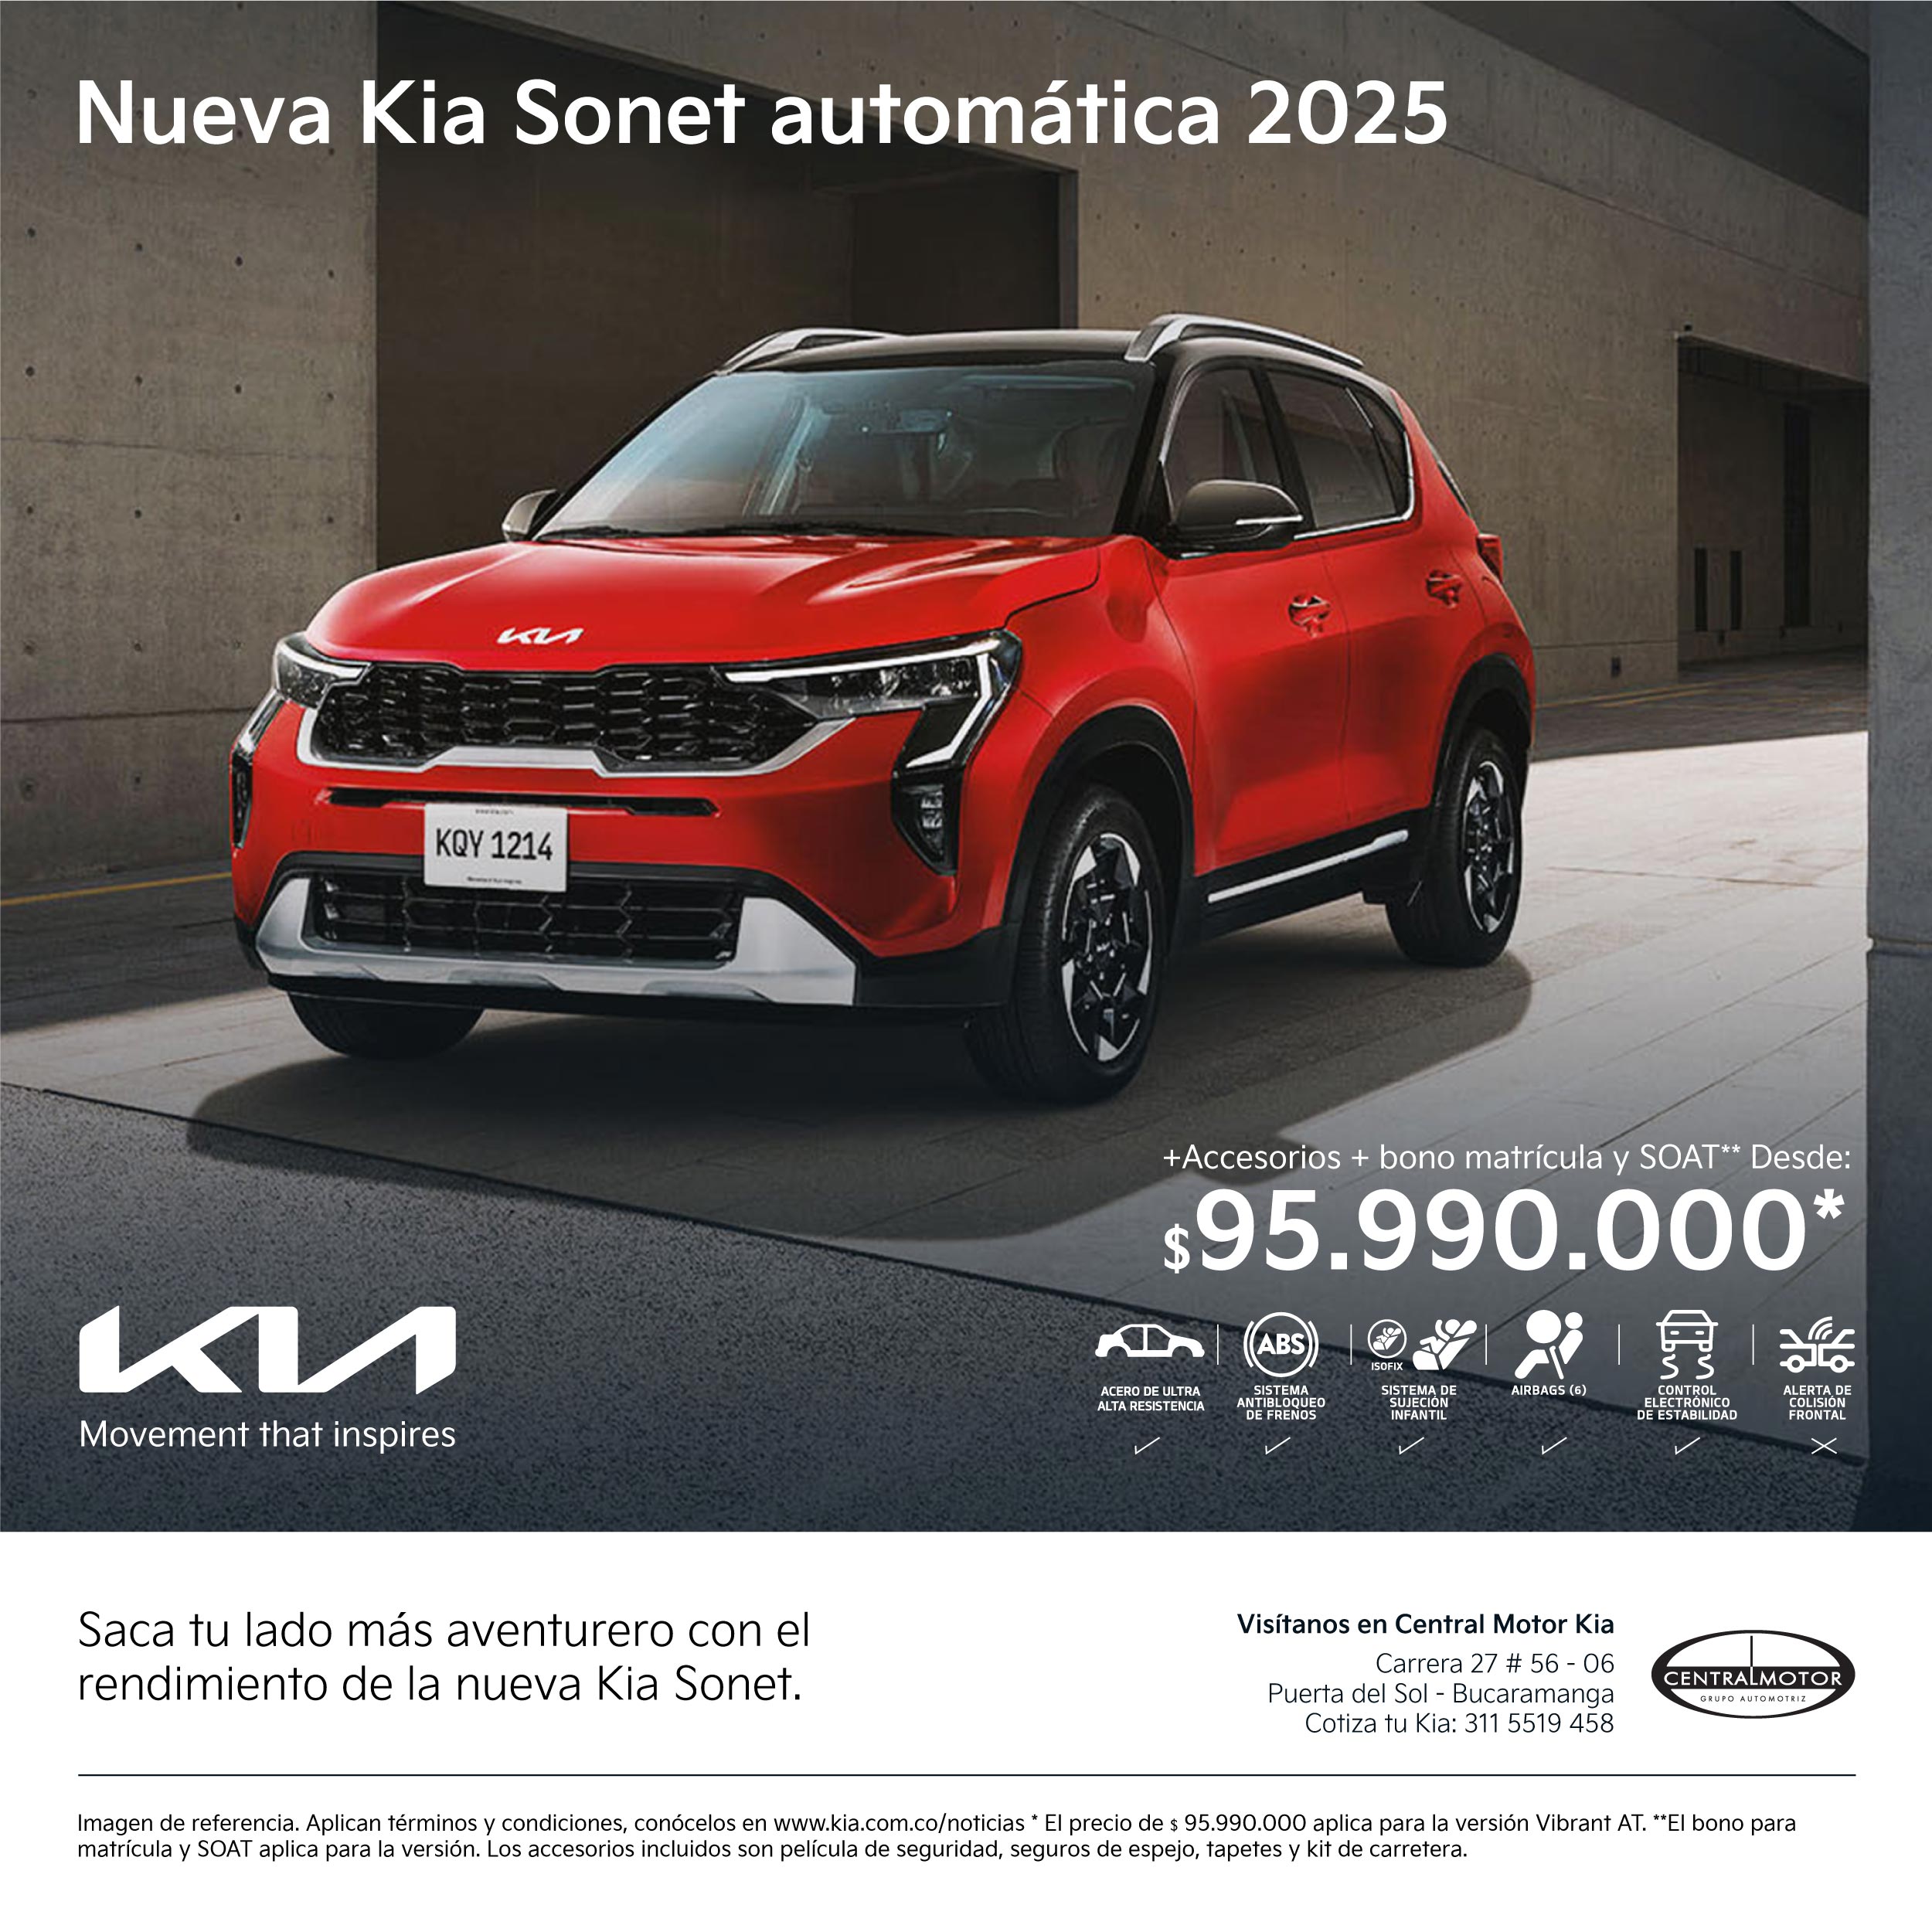 Nueva Kia Sonet automática 2025
KIA
KQY 1214
+Accesorios + bono matrícula y SOAT** Desde:
$95.990.000*
KIA
Movement that inspires
ABS
ISOFIX
ACERO DE ULTRA
ALTA RESISTENCIA
SISTEMA
ANTIBLOQUEO
DE FRENOS
SISTEMA DE
SUJECIÓN
INFANTIL
AIRBAGS (6)
CONTROL
ELECTRÓNICO
DE ESTABILIDAD
ALERTA DE
COLISIÓN
FRONTAL
Saca tu lado más aventurero con el
rendimiento de la nueva Kia Sonet.
Visítanos en Central Motor Kia
Carrera 27 # 56 - 06
Puerta del Sol - Bucaramanga
Cotiza tu Kia: 311 5519 458
CENTRALMOTOR
GRUPO AUTOMOTRIZ
Imagen de referencia. Aplican términos y condiciones, conócelos en www.kia.com.co/noticias * El precio de $ 95.990.000 aplica para la versión Vibrant AT. **El bono para
matrícula y SOAT aplica para la versión. Los accesorios incluidos son película de seguridad, seguros de espejo, tapetes y kit de carretera.